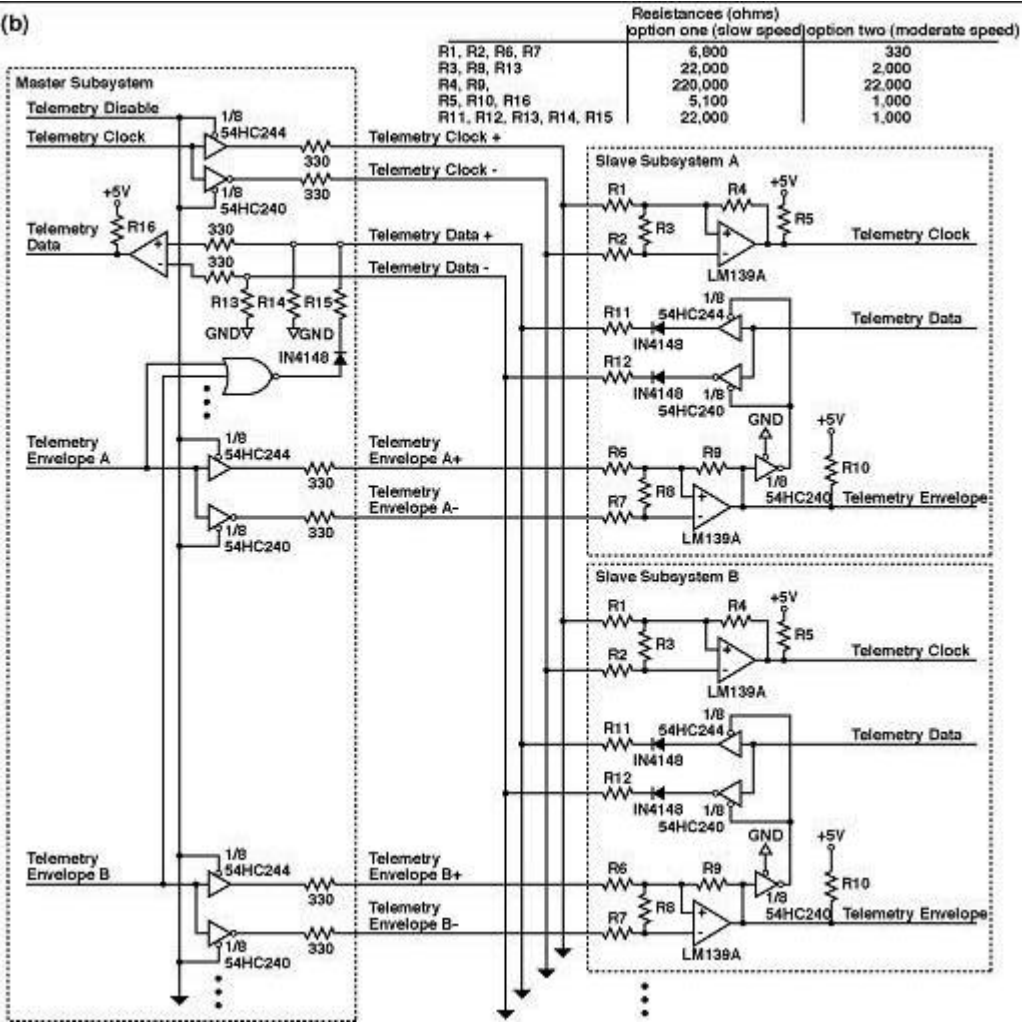 (b)
Resistances (ohms)
option one (slow speed) option two (moderate speed)
R1, R2, R6, R7 6,800 330
R3, R8, R13 22,000 2,000
R4, R9, 220,000 22,000
R5, R10, R16 5,100 1,000
R11, R12, R13, R14, R15 22,000 1,000
Master Subsystem
Telemetry Disable
1/8
54HC244
Telemetry Clock
330
Telemetry Clock +
330
Telemetry Clock -
1/8
54HC240
+5V
R16
Telemetry
Data
+
-
330
330
Telemetry Data +
Telemetry Data -
R13
R14
R15
GND
GND
IN4148
Telemetry
Envelope A
1/8
54HC244
330
Telemetry
Envelope A+
Telemetry
Envelope A-
1/8
54HC240
330
Telemetry
Envelope B
1/8
54HC244
330
Telemetry
Envelope B+
Telemetry
Envelope B-
1/8
54HC240
330
Slave Subsystem A
R1
R4
+5V
R5
R3
R2
+
-
LM139A
Telemetry Clock
1/8
54HC244
R11
IN4148
Telemetry Data
R12
IN4148
1/8
54HC240
GND
+5V
R6
R9
R10
R8
R7
+
-
1/8
54HC240
Telemetry Envelope
LM139A
Slave Subsystem B
R1
R4
+5V
R5
R3
R2
+
-
LM139A
Telemetry Clock
1/8
54HC244
R11
IN4148
Telemetry Data
R12
IN4148
1/8
54HC240
GND
+5V
R6
R9
R10
R8
R7
+
-
1/8
54HC240
Telemetry Envelope
LM139A